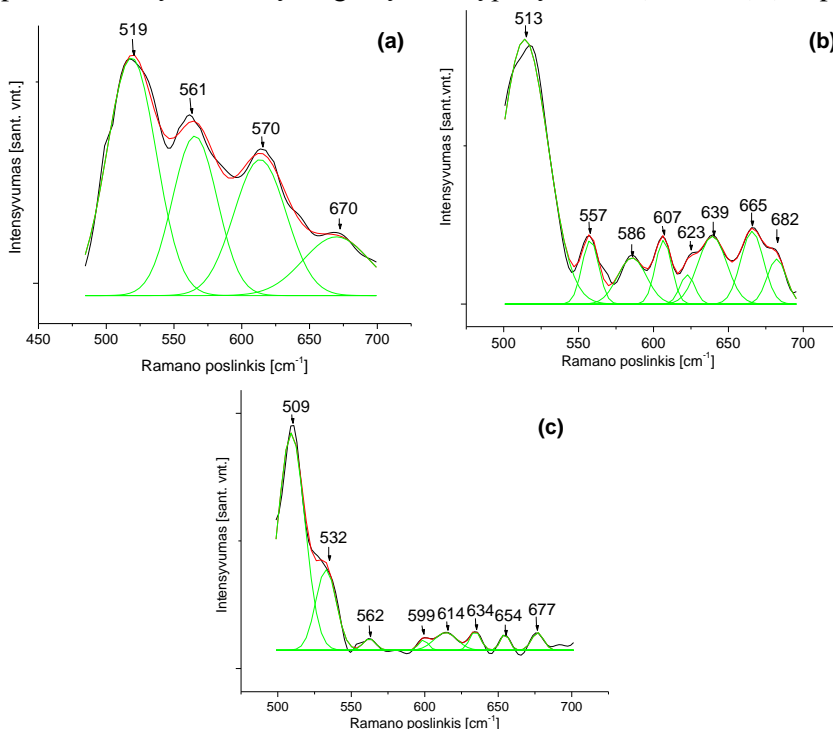 (a)
519
561
570
670
Intensyvumas [sant. vnt.]
450 500 550 600 650 700
Ramano poslinkis [cm⁻¹]
(b)
513
557
586
607
623
639
665
682
Intensyvumas [sant.vnt.]
500 550 600 650 700
Ramano poslinkis [cm⁻¹]
(c)
509
532
562
599
614
634
654
677
Intensyvumas [sant. vnt.]
500 550 600 650 700
Ramano poslinkis [cm⁻¹]